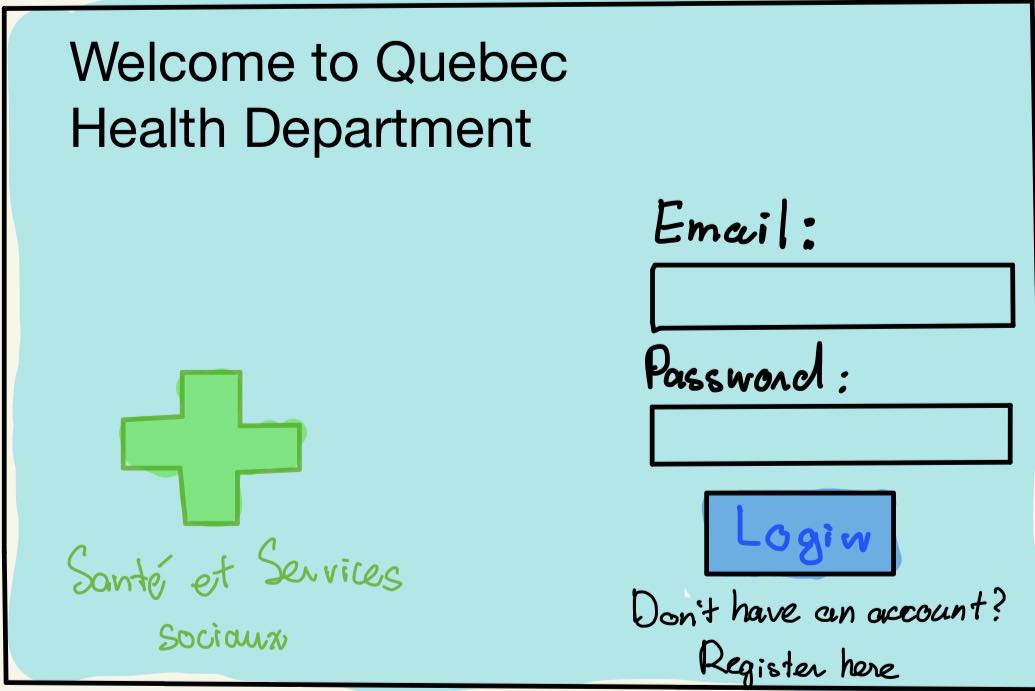 Welcome to Quebec
Health Department
Email:
Password:
Login
Don't have an account?
Register here
Santé et Services
sociaux